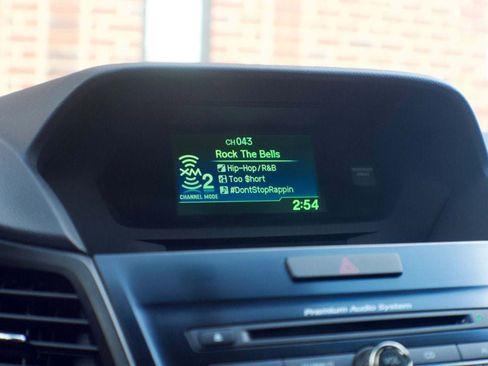 CH 043
Rock The Bells
XM 2
Hip-Hop/R&B
Too $hort
#DontStopRappin
CHANNEL MODE
2:54
Premium Audio System
CD